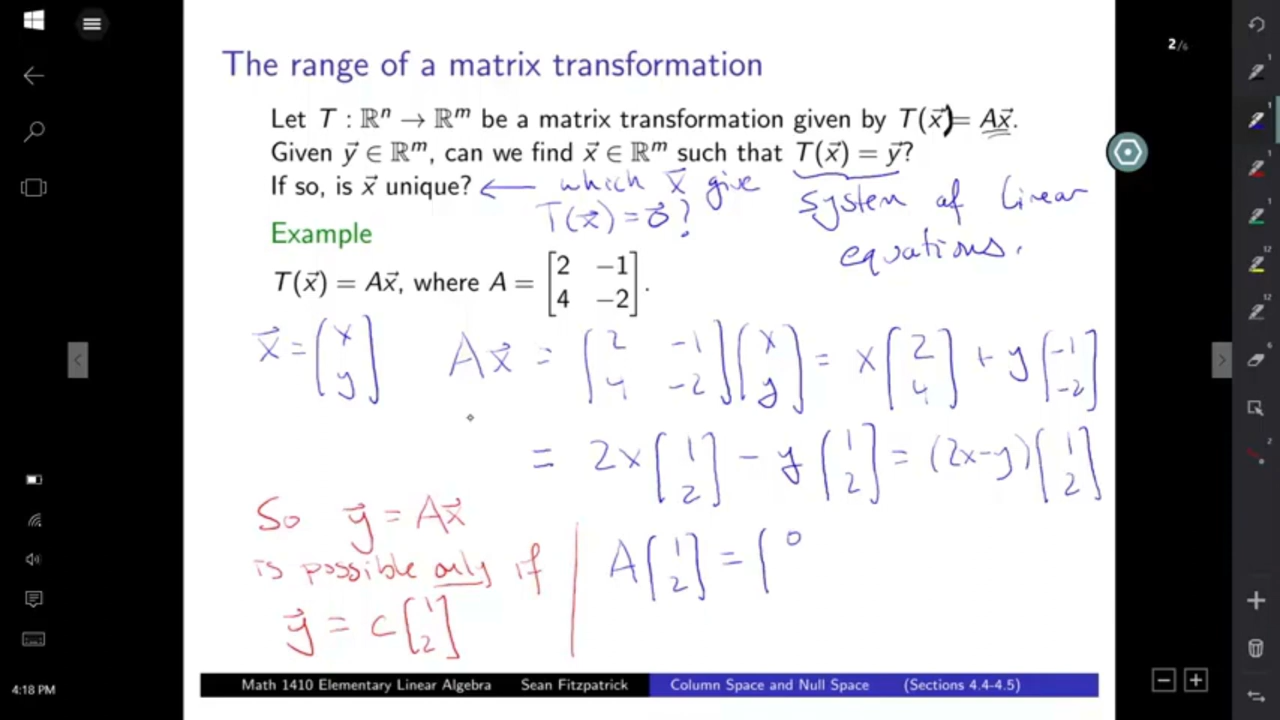 2/6
The range of a matrix transformation
Let T : ℝⁿ → ℝᵐ be a matrix transformation given by T(x⃗) = Ax⃗.
Given y⃗ ∈ ℝᵐ, can we find x⃗ ∈ ℝᵐ such that T(x⃗) = y⃗?
If so, is x⃗ unique? ← which x⃗ give
T(x⃗) = 0⃗?
system of linear
equations.
Example
T(x⃗) = Ax⃗, where A = [2 −1; 4 −2].
x⃗ = [x; y] Ax⃗ = [2 −1; 4 −2][x; y] = x[2; 4] + y[−1; −2]
= 2x[1; 2] − y[1; 2] = (2x−y)[1; 2]
So y⃗ = Ax⃗
is possible only if
y⃗ = c[1; 2]
A[1; 2] = [0
Math 1410 Elementary Linear Algebra Sean Fitzpatrick Column Space and Null Space (Sections 4.4-4.5)
4:18 PM